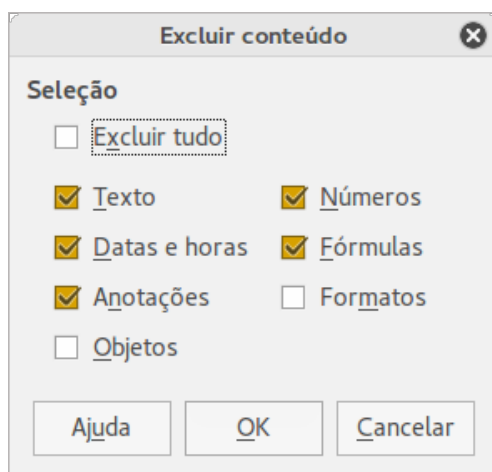 Excluir conteúdo
Seleção
Excluir tudo
Texto Números
Datas e horas Fórmulas
Anotações Formatos
Objetos
Ajuda OK Cancelar